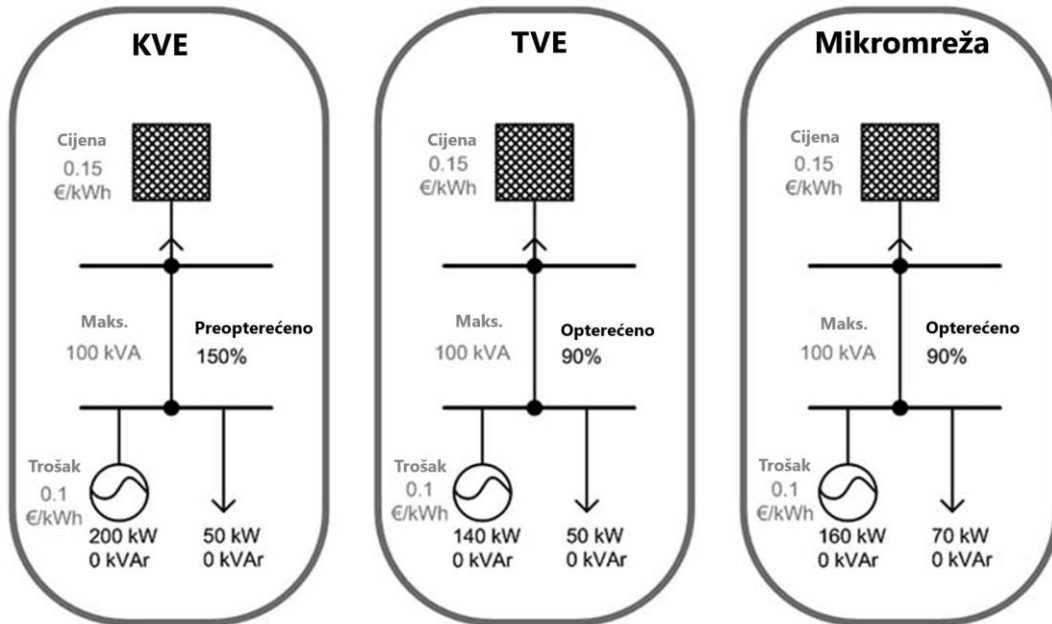 KVE
Cijena
0.15
€/kWh
Maks.
100 kVA
Preopterećeno
150%
Trošak
0.1
€/kWh
200 kW
0 kVAr
50 kW
0 kVAr
TVE
Cijena
0.15
€/kWh
Maks.
100 kVA
Opterećeno
90%
Trošak
0.1
€/kWh
140 kW
0 kVAr
50 kW
0 kVAr
Mikromreža
Cijena
0.15
€/kWh
Maks.
100 kVA
Opterećeno
90%
Trošak
0.1
€/kWh
160 kW
0 kVAr
70 kW
0 kVAr